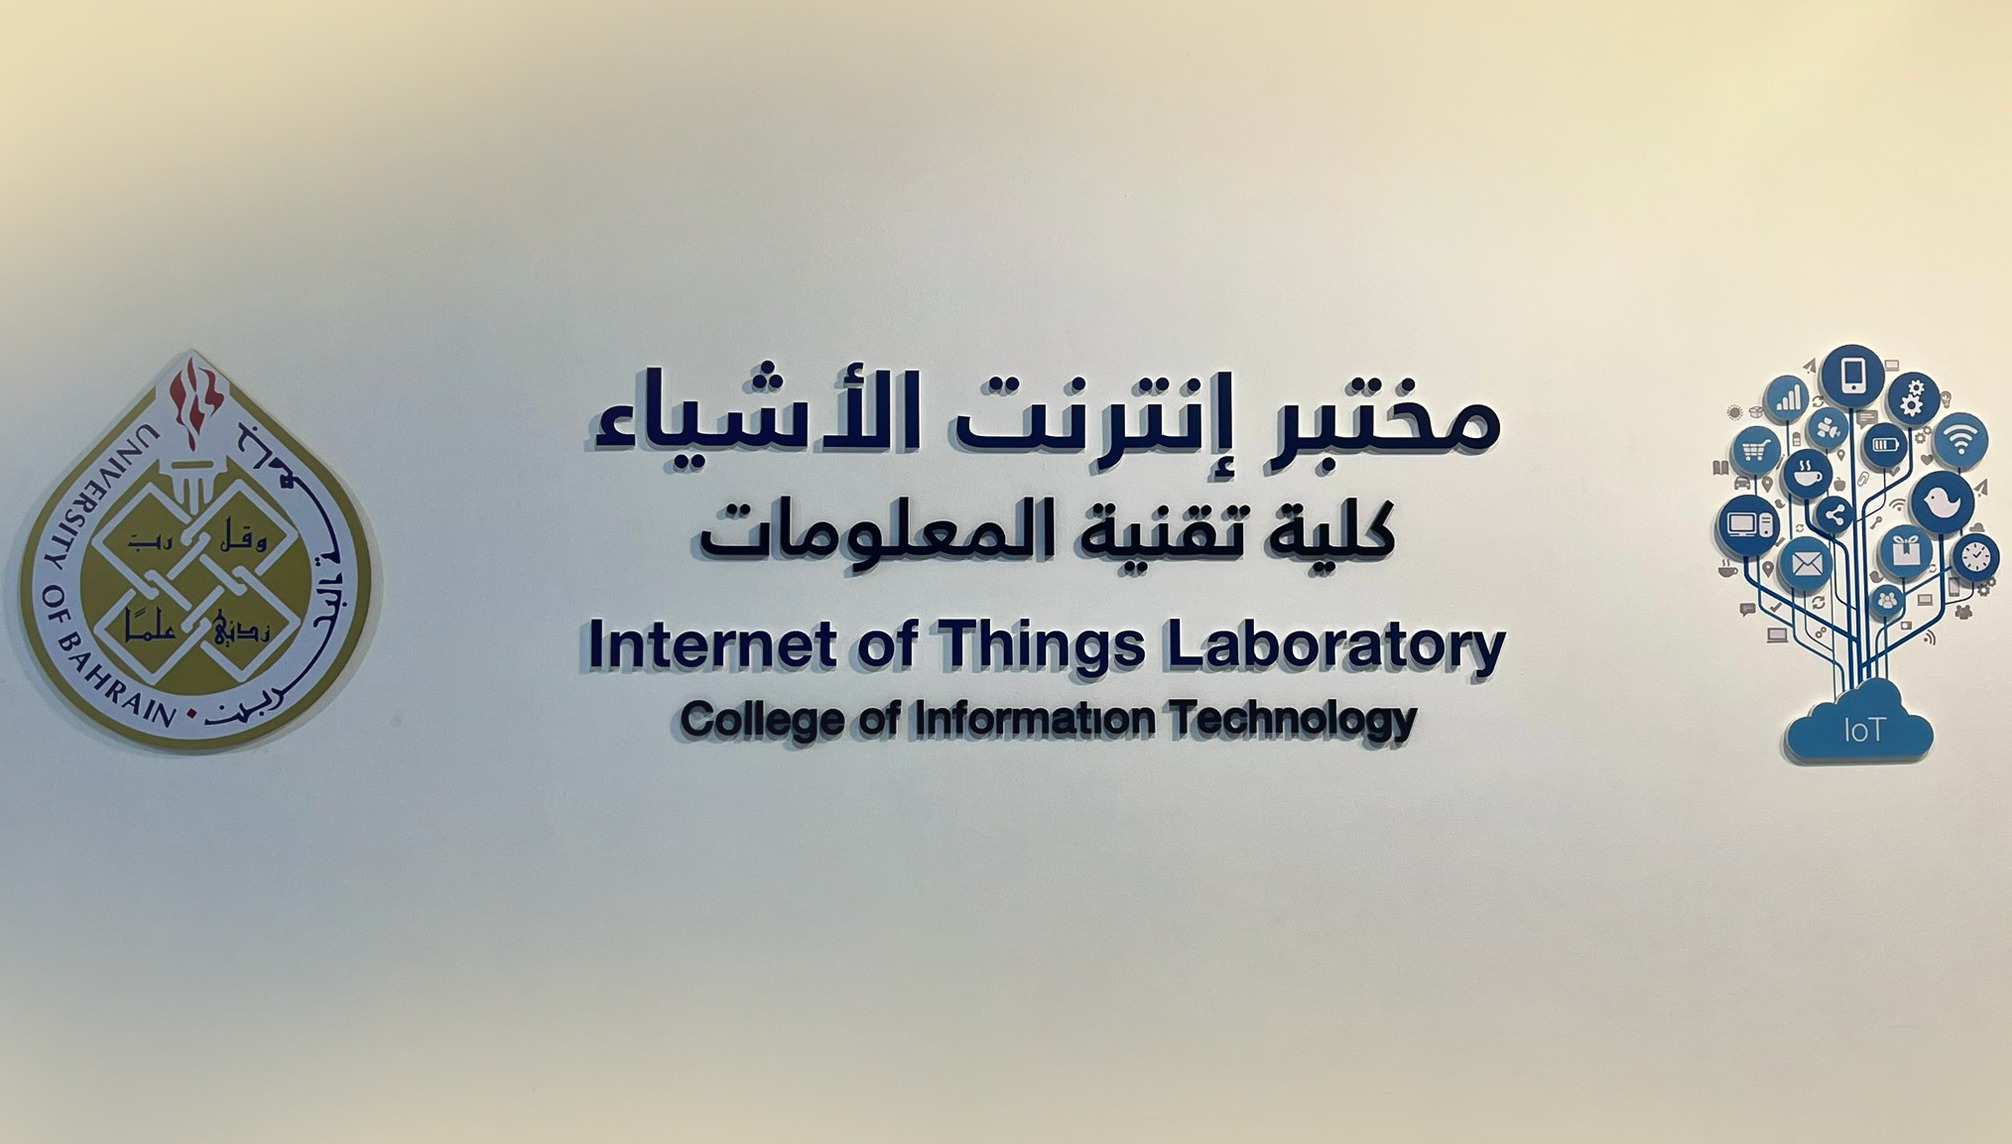 جامعة البحرين
UNIVERSITY OF BAHRAIN
وقل ربّ
زدني علمًا
مختبر إنترنت الأشياء
كلية تقنية المعلومات
Internet of Things Laboratory
College of Information Technology
IoT